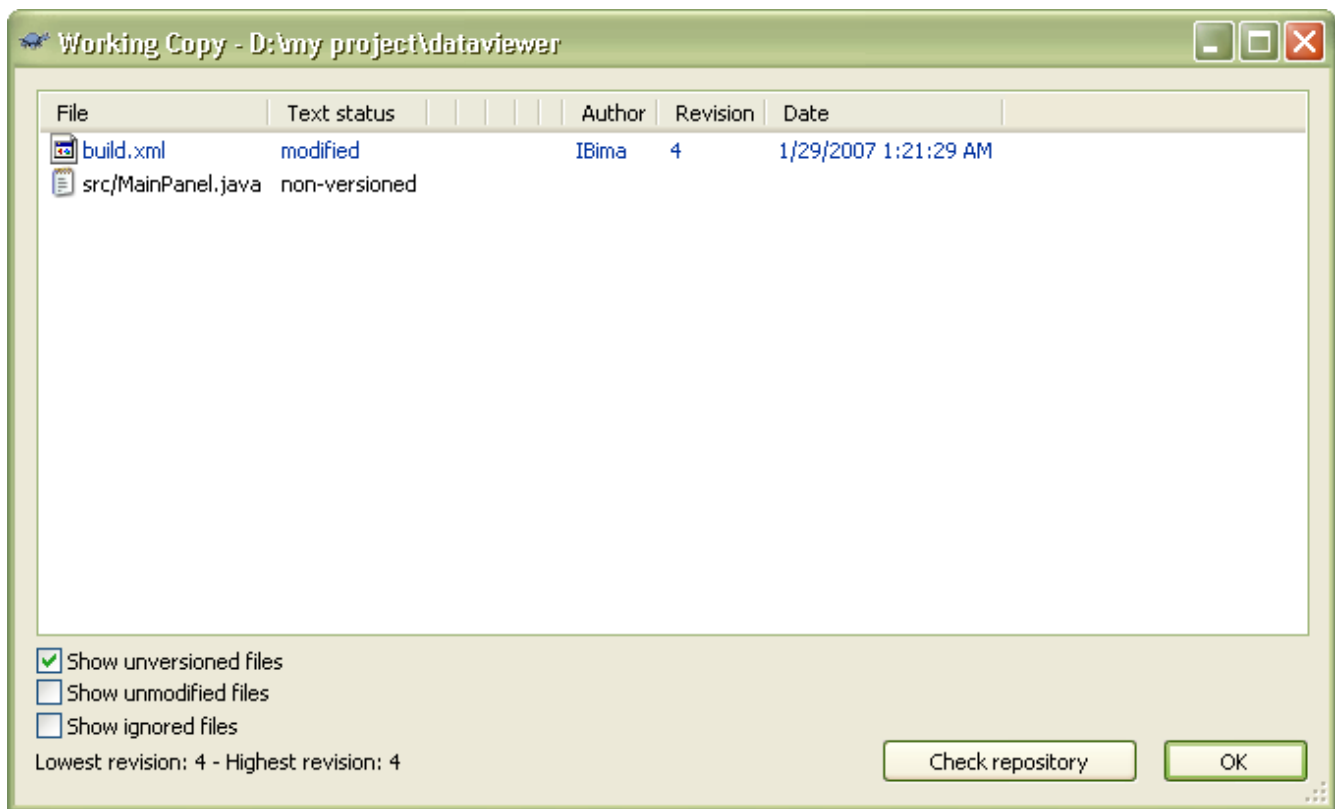 Working Copy - D:\my project\dataviewer
File Text status Author Revision Date
build.xml modified IBima 4 1/29/2007 1:21:29 AM
src/MainPanel.java non-versioned
Show unversioned files
Show unmodified files
Show ignored files
Lowest revision: 4 - Highest revision: 4 Check repository OK